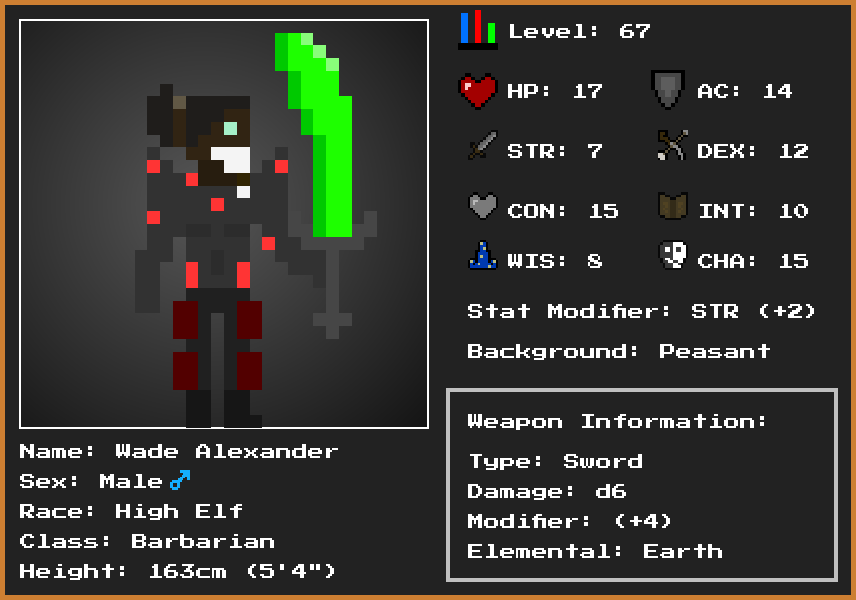 Level: 67
HP: 17 AC: 14
STR: 7 DEX: 12
CON: 15 INT: 10
WIS: 8 CHA: 15
Stat Modifier: STR (+2)
Background: Peasant
Weapon Information:
Type: Sword
Damage: d6
Modifier: (+4)
Elemental: Earth
Name: Wade Alexander
Sex: Male ♂
Race: High Elf
Class: Barbarian
Height: 163cm (5'4")